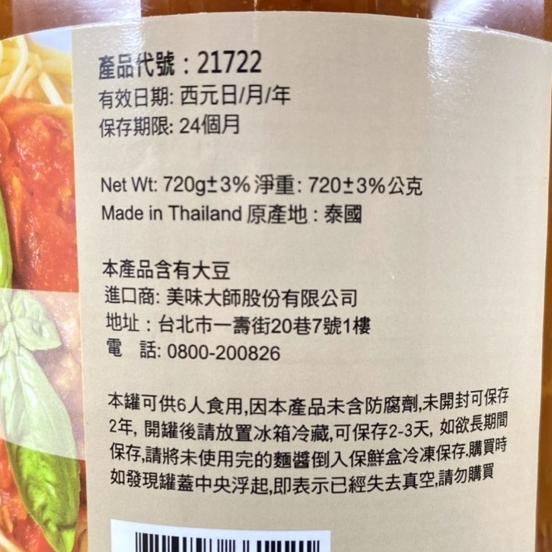 產品代號：21722
有效日期: 西元日/月/年
保存期限: 24個月
Net Wt: 720g±3% 淨重: 720±3%公克
Made in Thailand 原產地 : 泰國
本產品含有大豆
進口商: 美味大師股份有限公司
地址 : 台北市一壽街20巷7號1樓
電　話: 0800-200826
本罐可供6人食用,因本產品未含防腐劑,未開封可保存
2年, 開罐後請放置冰箱冷藏,可保存2-3天, 如欲長期間
保存,請將未使用完的麵醬倒入保鮮盒冷凍保存.購買時
如發現罐蓋中央浮起,即表示已經失去真空,請勿購買